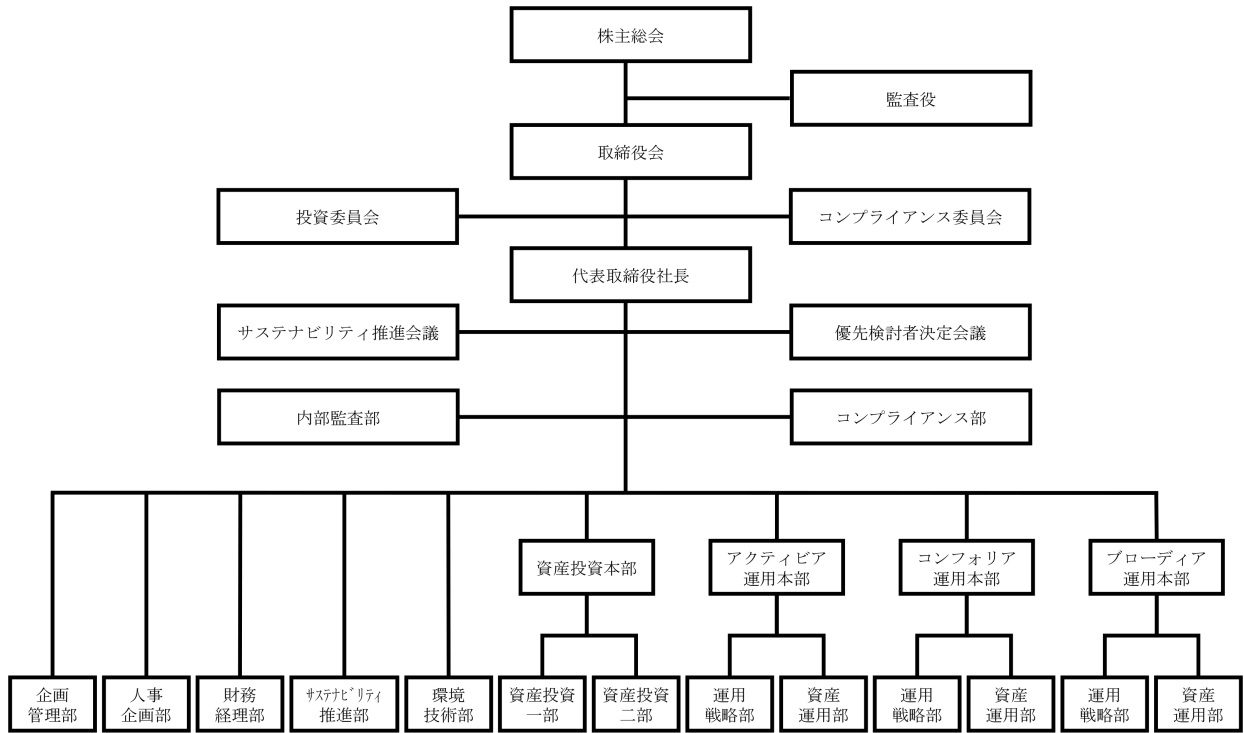 株主総会
監査役
取締役会
投資委員会
コンプライアンス委員会
代表取締役社長
サステナビリティ推進会議
優先検討者決定会議
内部監査部
コンプライアンス部
資産投資本部
アクティビア
運用本部
コンフォリア
運用本部
ブローディア
運用本部
企画
管理部
人事
企画部
財務
経理部
ｻｽﾃﾅﾋﾞﾘﾃｨ
推進部
環境
技術部
資産投資
一部
資産投資
二部
運用
戦略部
資産
運用部
運用
戦略部
資産
運用部
運用
戦略部
資産
運用部